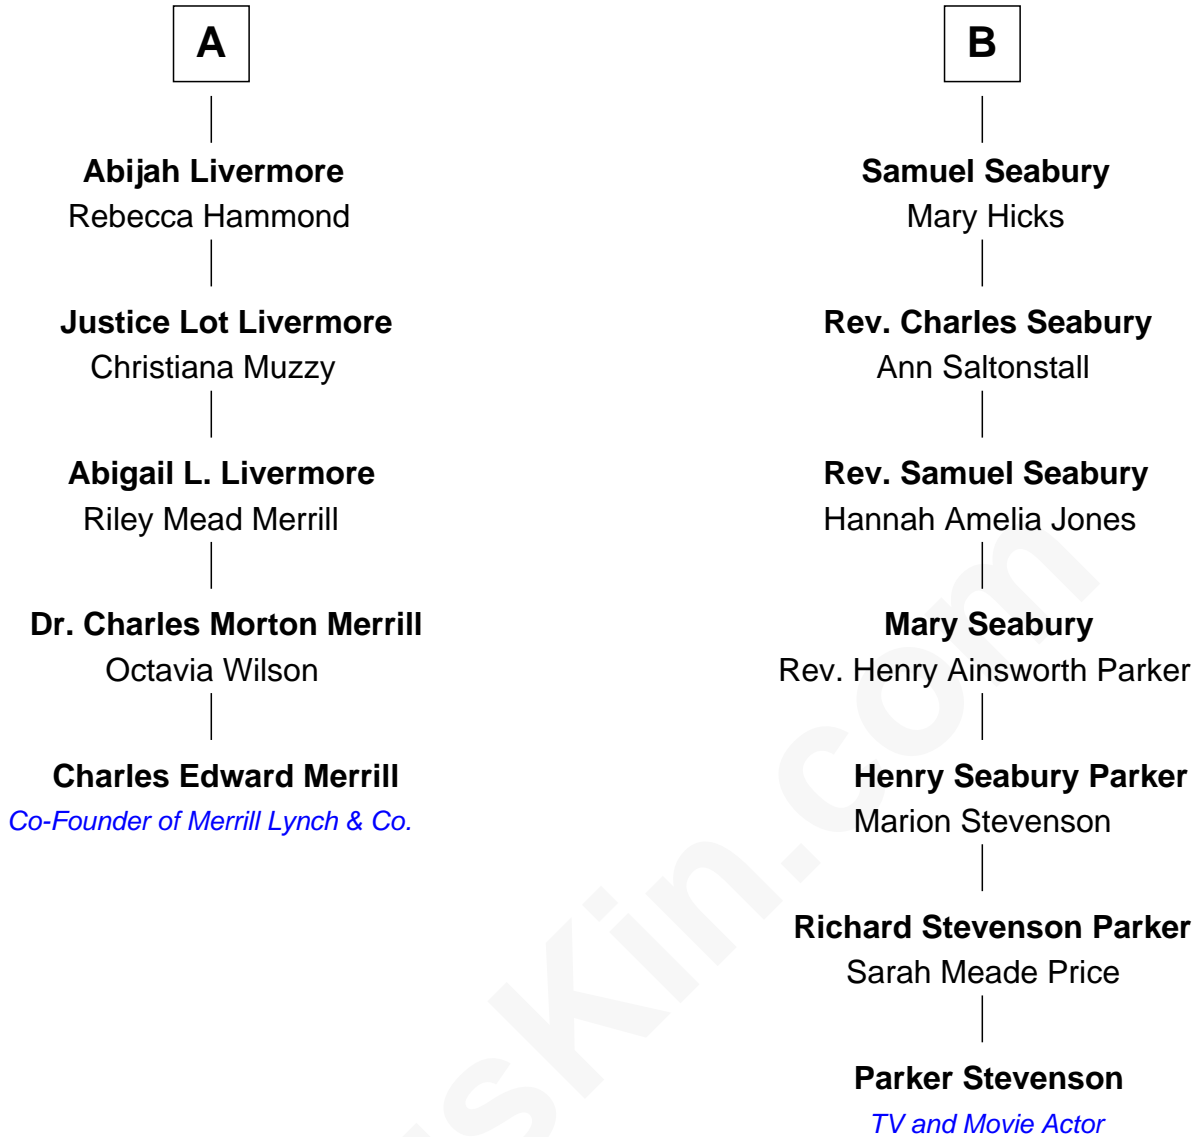 A
Abijah Livermore
Rebecca Hammond
Justice Lot Livermore
Christiana Muzzy
Abigail L. Livermore
Riley Mead Merrill
Dr. Charles Morton Merrill
Octavia Wilson
Charles Edward Merrill
Co-Founder of Merrill Lynch & Co.
B
Samuel Seabury
Mary Hicks
Rev. Charles Seabury
Ann Saltonstall
Rev. Samuel Seabury
Hannah Amelia Jones
Mary Seabury
Rev. Henry Ainsworth Parker
Henry Seabury Parker
Marion Stevenson
Richard Stevenson Parker
Sarah Meade Price
Parker Stevenson
TV and Movie Actor
sKin.com